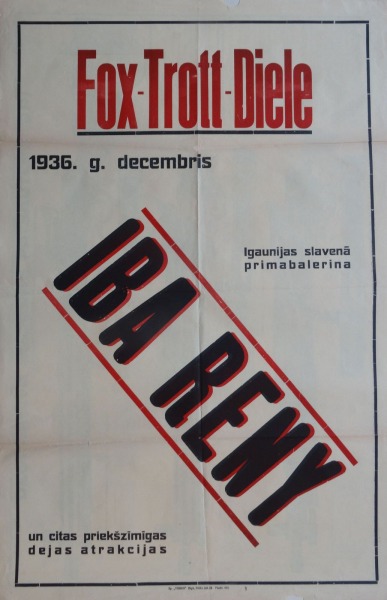 Fox-Trott-Diele
1936. g. decembris
Igaunijas slavenā
primabalerina
IBA RENY
un citas priekšzīmīgas
dejas atrakcijas